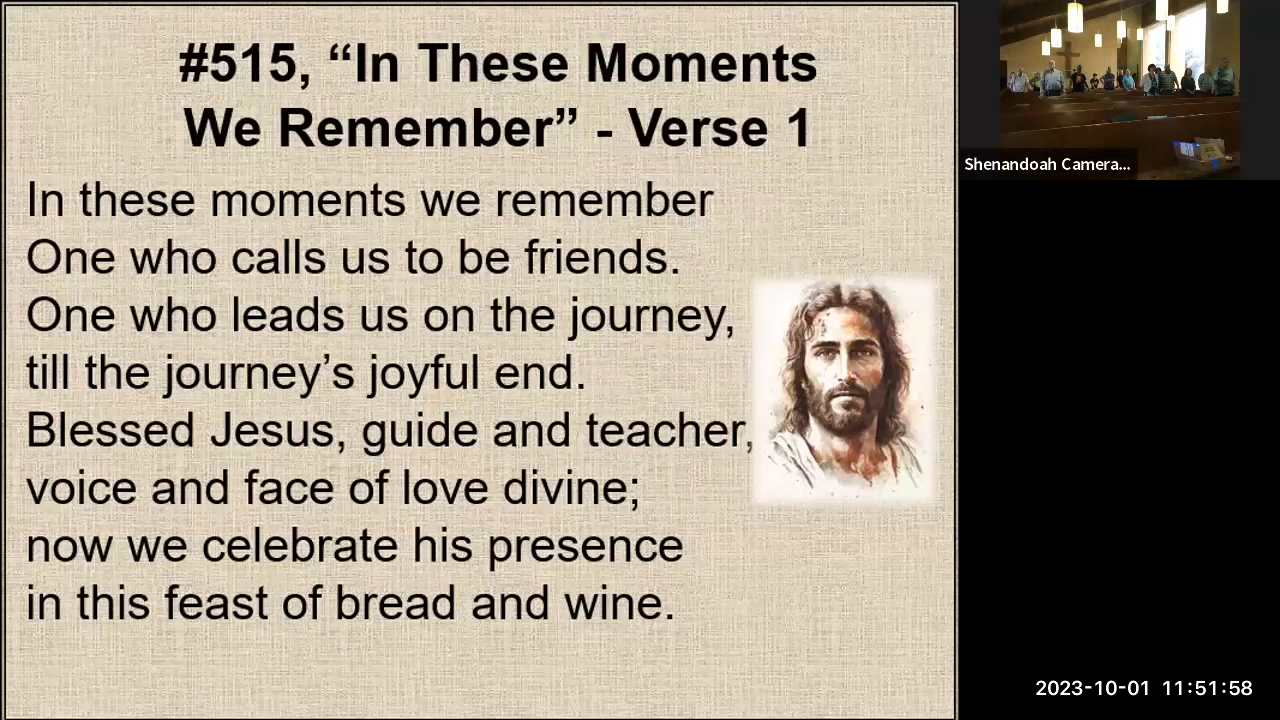 #515, “In These Moments
We Remember” - Verse 1
In these moments we remember
One who calls us to be friends.
One who leads us on the journey,
till the journey’s joyful end.
Blessed Jesus, guide and teacher,
voice and face of love divine;
now we celebrate his presence
in this feast of bread and wine.
Shenandoah Camera...
2023-10-01 11:51:58